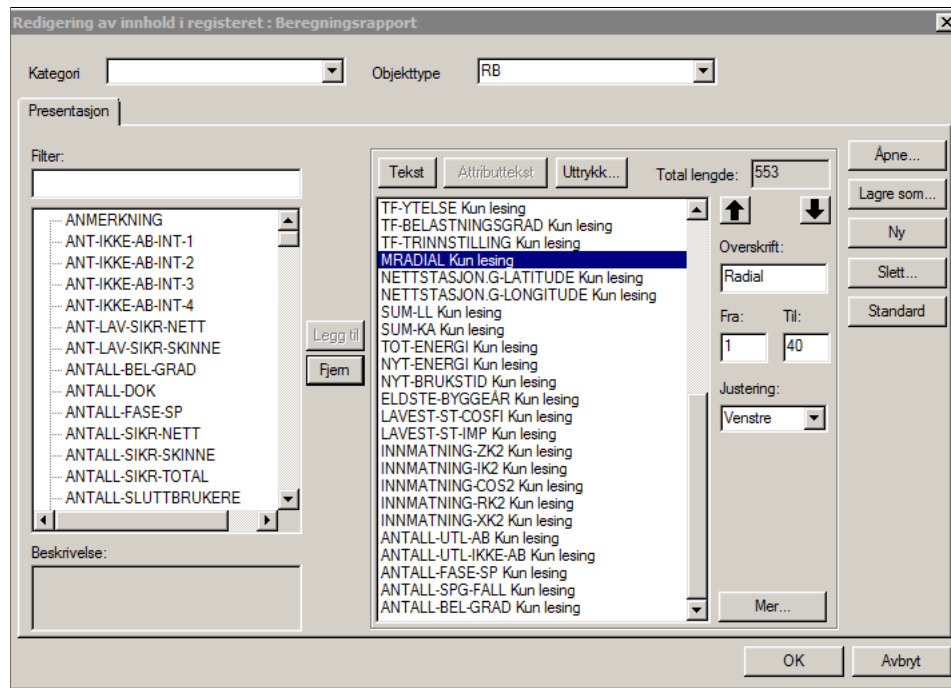 Redigering av innhold i registeret : Beregningsrapport
Kategori
Objekttype
RB
Presentasjon
Filter:
ANMERKNING
ANT-IKKE-AB-INT-1
ANT-IKKE-AB-INT-2
ANT-IKKE-AB-INT-3
ANT-IKKE-AB-INT-4
ANT-LAV-SIKR-NETT
ANT-LAV-SIKR-SKINNE
ANTALL-BEL-GRAD
ANTALL-DOK
ANTALL-FASE-SP
ANTALL-SIKR-NETT
ANTALL-SIKR-SKINNE
ANTALL-SIKR-TOTAL
ANTALL-SLUTTBRUKERE
Beskrivelse:
Legg til
Fjern
Tekst
Attributtekst
Uttrykk...
Total lengde:
553
TF-YTELSE Kun lesing
TF-BELASTNINGSGRAD Kun lesing
TF-TRINNSTILLING Kun lesing
MRADIAL Kun lesing
NETTSTASJON.G-LATITUDE Kun lesing
NETTSTASJON.G-LONGITUDE Kun lesing
SUM-LL Kun lesing
SUM-KA Kun lesing
TOT-ENERGI Kun lesing
NYT-ENERGI Kun lesing
NYT-BRUKSTID Kun lesing
ELDSTE-BYGGEÅR Kun lesing
LAVEST-ST-COSFI Kun lesing
LAVEST-ST-IMP Kun lesing
INNMATNING-ZK2 Kun lesing
INNMATNING-IK2 Kun lesing
INNMATNING-COS2 Kun lesing
INNMATNING-RK2 Kun lesing
INNMATNING-XK2 Kun lesing
ANTALL-UTL-AB Kun lesing
ANTALL-UTL-IKKE-AB Kun lesing
ANTALL-FASE-SP Kun lesing
ANTALL-SPG-FALL Kun lesing
ANTALL-BEL-GRAD Kun lesing
Overskrift:
Radial
Fra:
Til:
1
40
Justering:
Venstre
Mer...
Åpne...
Lagre som...
Ny
Slett...
Standard
OK
Avbryt